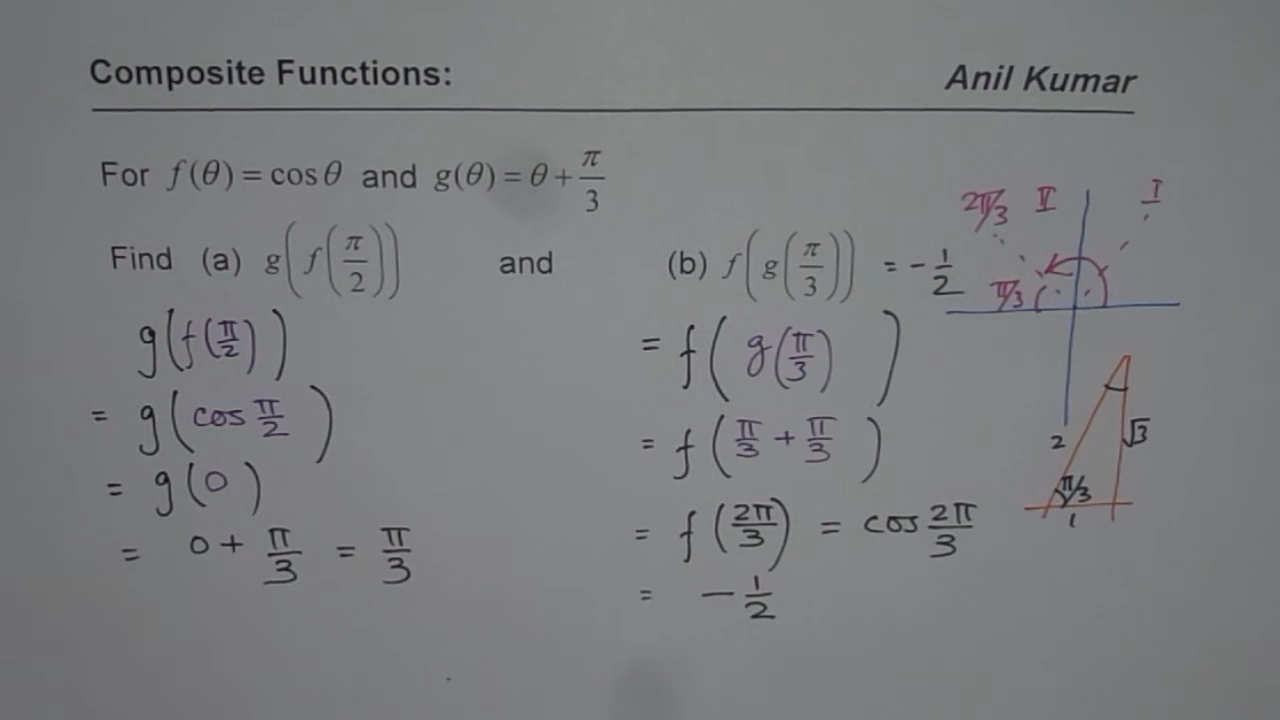 Composite Functions: Anil Kumar
For f(θ) = cosθ and g(θ) = θ + π/3
Find (a) g(f(π/2)) and (b) f(g(π/3)) = -1/2
g(f(π/2))
= g(cos π/2)
= g(0)
= 0 + π/3 = π/3
= f(g(π/3))
= f(π/3 + π/3)
= f(2π/3) = cos 2π/3
= -1/2
2π/3 II I
π/3
2 √3
π/3
1